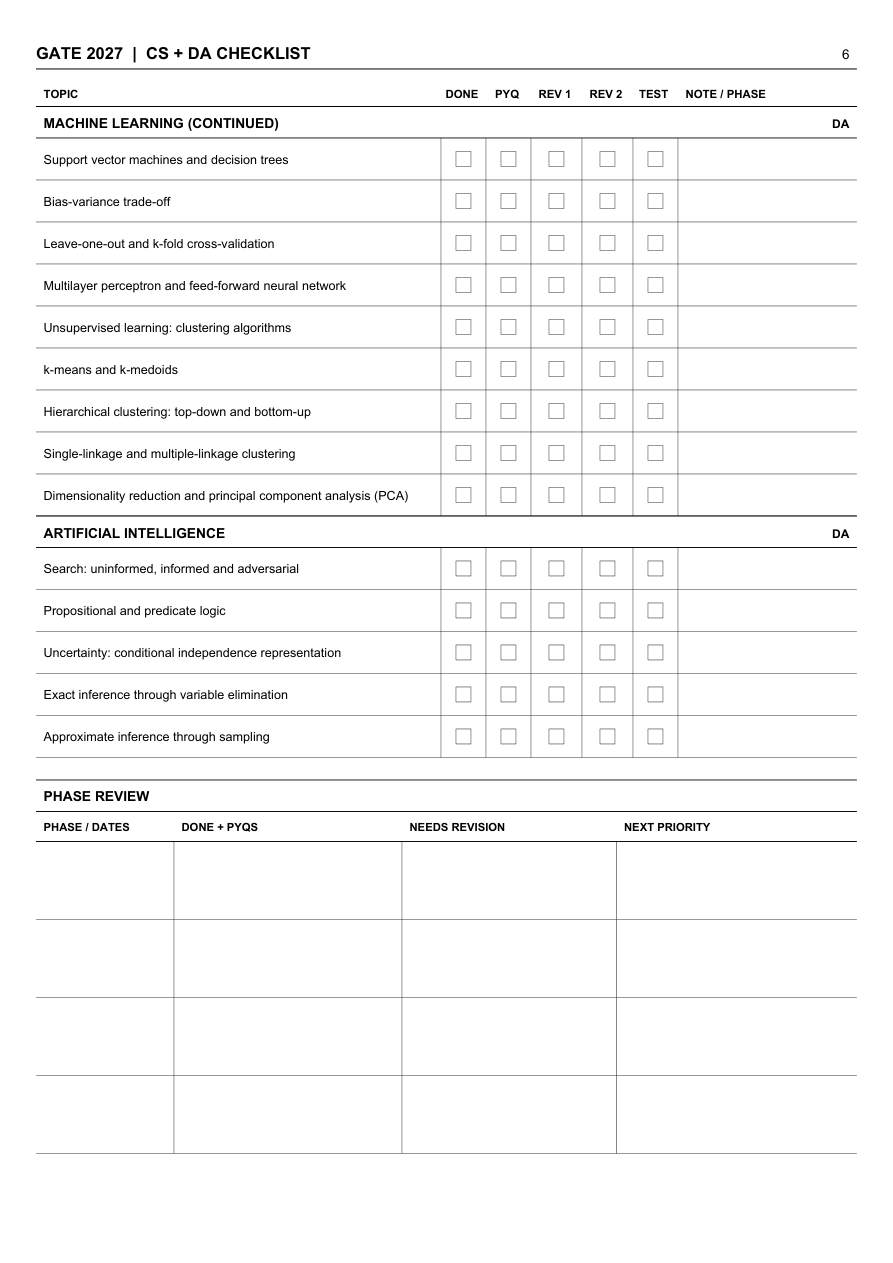 GATE 2027 | CS + DA CHECKLIST 6
TOPIC DONE PYQ REV 1 REV 2 TEST NOTE / PHASE
MACHINE LEARNING (CONTINUED) DA
Support vector machines and decision trees
Bias-variance trade-off
Leave-one-out and k-fold cross-validation
Multilayer perceptron and feed-forward neural network
Unsupervised learning: clustering algorithms
k-means and k-medoids
Hierarchical clustering: top-down and bottom-up
Single-linkage and multiple-linkage clustering
Dimensionality reduction and principal component analysis (PCA)
ARTIFICIAL INTELLIGENCE DA
Search: uninformed, informed and adversarial
Propositional and predicate logic
Uncertainty: conditional independence representation
Exact inference through variable elimination
Approximate inference through sampling
PHASE REVIEW
PHASE / DATES DONE + PYQS NEEDS REVISION NEXT PRIORITY